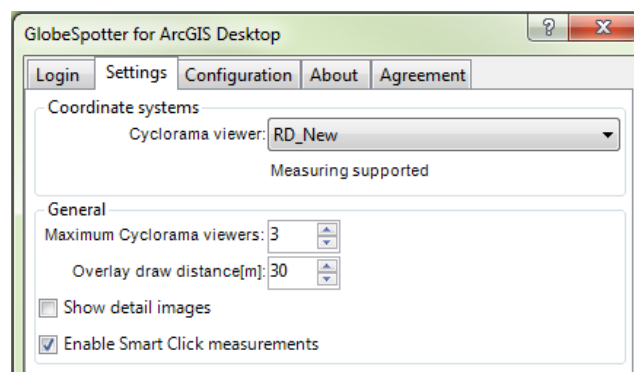 GlobeSpotter for ArcGIS Desktop
? X
Login Settings Configuration About Agreement
Coordinate systems
Cyclorama viewer: RD_New
Measuring supported
General
Maximum Cyclorama viewers: 3
Overlay draw distance[m]: 30
Show detail images
Enable Smart Click measurements